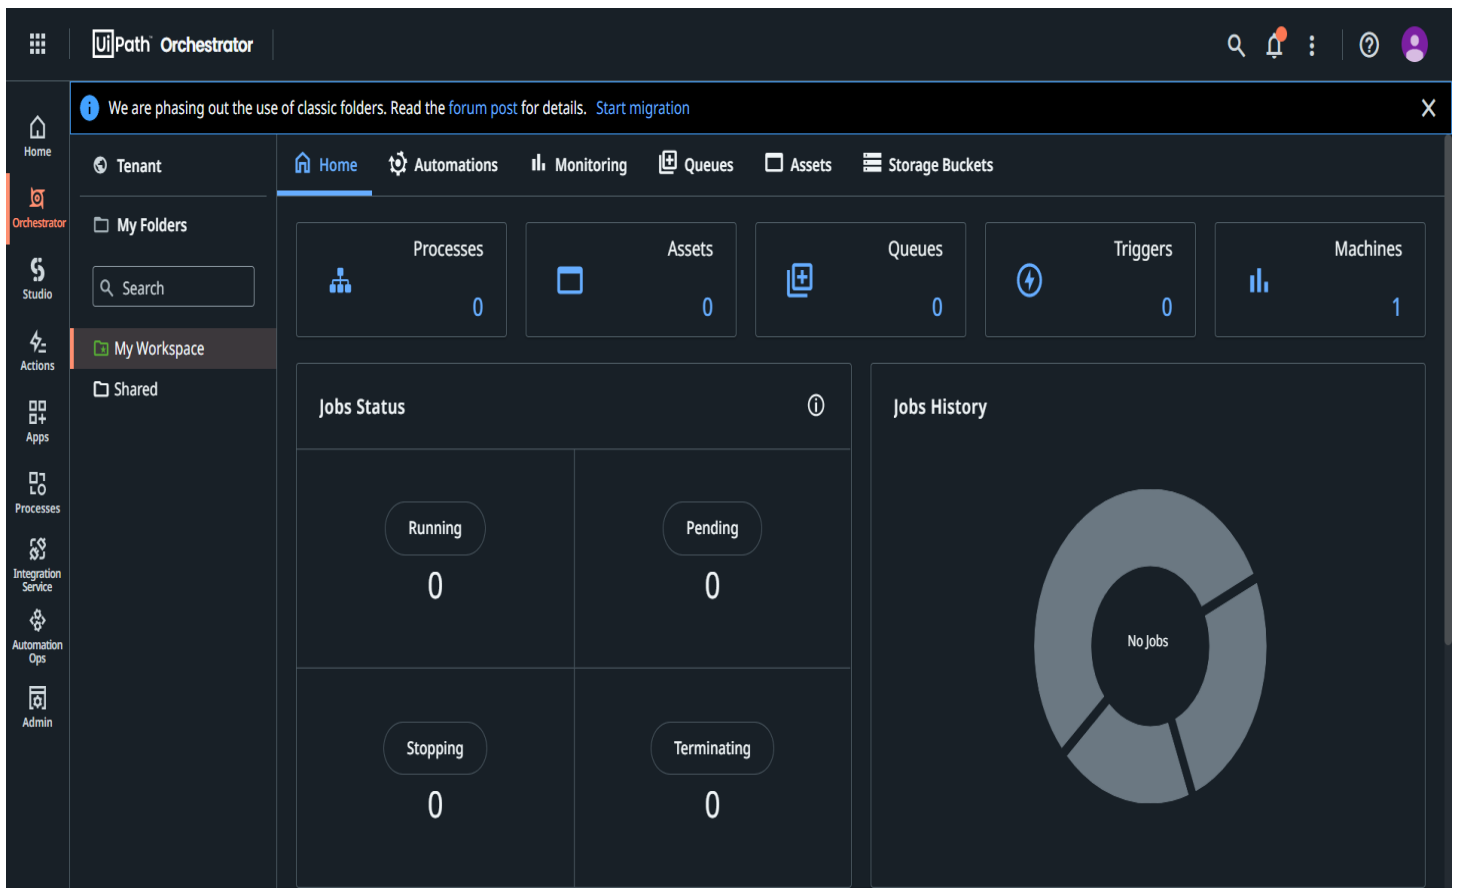 UiPath Orchestrator
We are phasing out the use of classic folders. Read the forum post for details. Start migration
Home
Orchestrator
Studio
Actions
Apps
Processes
Integration
Service
Automation
Ops
Admin
Tenant
My Folders
Search
My Workspace
Shared
Home Automations Monitoring Queues Assets Storage Buckets
Processes
0
Assets
0
Queues
0
Triggers
0
Machines
1
Jobs Status
Running
0
Pending
0
Stopping
0
Terminating
0
Jobs History
No Jobs